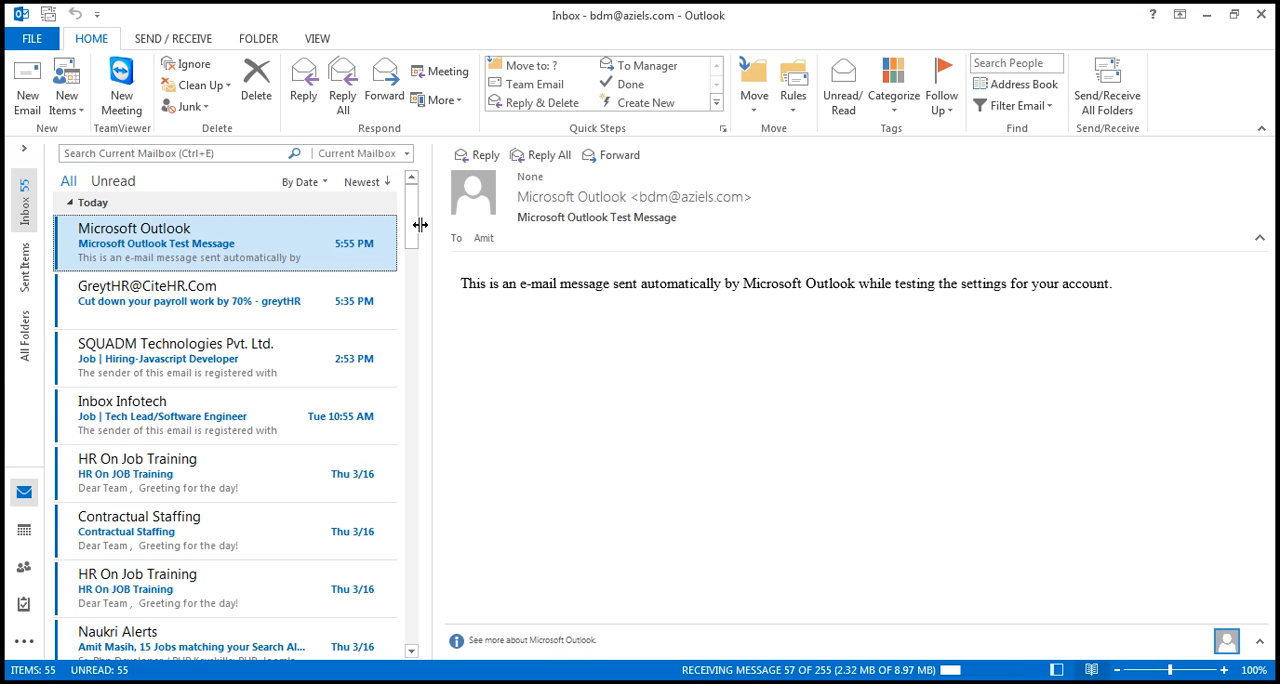 Inbox - bdm@aziels.com - Outlook
?
FILE HOME SEND / RECEIVE FOLDER VIEW
New Email
New Items
New
New Meeting
TeamViewer
Ignore
Clean Up
Junk
Delete
Delete
Reply
Reply All
Forward
Meeting
More
Respond
Move to: ?
Team Email
Reply & Delete
To Manager
Done
Create New
Quick Steps
Move
Rules
Move
Unread/ Read
Categorize
Follow Up
Tags
Search People
Address Book
Filter Email
Find
Send/Receive All Folders
Send/Receive
Inbox 55
Sent Items
All Folders
Search Current Mailbox (Ctrl+E) Current Mailbox
All Unread By Date Newest
Today
Microsoft Outlook
Microsoft Outlook Test Message 5:55 PM
This is an e-mail message sent automatically by
GreytHR@CiteHR.Com
Cut down your payroll work by 70% - greytHR 5:35 PM
SQUADM Technologies Pvt. Ltd.
Job | Hiring-Javascript Developer 2:53 PM
The sender of this email is registered with
Inbox Infotech
Job | Tech Lead/Software Engineer Tue 10:55 AM
The sender of this email is registered with
HR On Job Training
HR On JOB Training Thu 3/16
Dear Team , Greeting for the day!
Contractual Staffing
Contractual Staffing Thu 3/16
Dear Team , Greeting for the day!
HR On Job Training
HR On JOB Training Thu 3/16
Dear Team , Greeting for the day!
Naukri Alerts
Amit Masih, 15 Jobs matching your Search Al... Thu 3/16
Reply Reply All Forward
None
Microsoft Outlook <bdm@aziels.com>
Microsoft Outlook Test Message
To Amit
This is an e-mail message sent automatically by Microsoft Outlook while testing the settings for your account.
See more about Microsoft Outlook.
ITEMS: 55 UNREAD: 55 RECEIVING MESSAGE 57 OF 255 (2.32 MB OF 8.97 MB) 100%